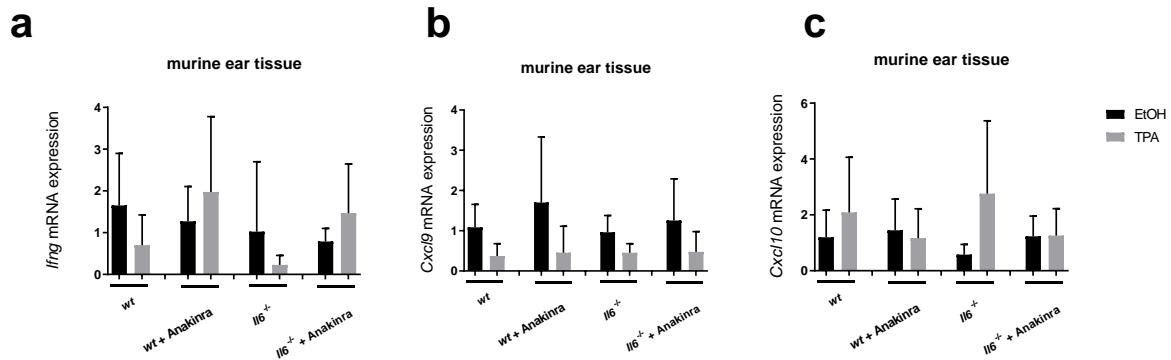 a
murine ear tissue
Ifng mRNA expression
4
3
2
1
0
wt
wt + Anakinra
Il6-/-
Il6-/- + Anakinra
b
murine ear tissue
Cxcl9 mRNA expression
4
3
2
1
0
wt
wt + Anakinra
Il6-/-
Il6-/- + Anakinra
c
murine ear tissue
Cxcl10 mRNA expression
6
4
2
0
wt
wt + Anakinra
Il6-/-
Il6-/- + Anakinra
EtOH
TPA